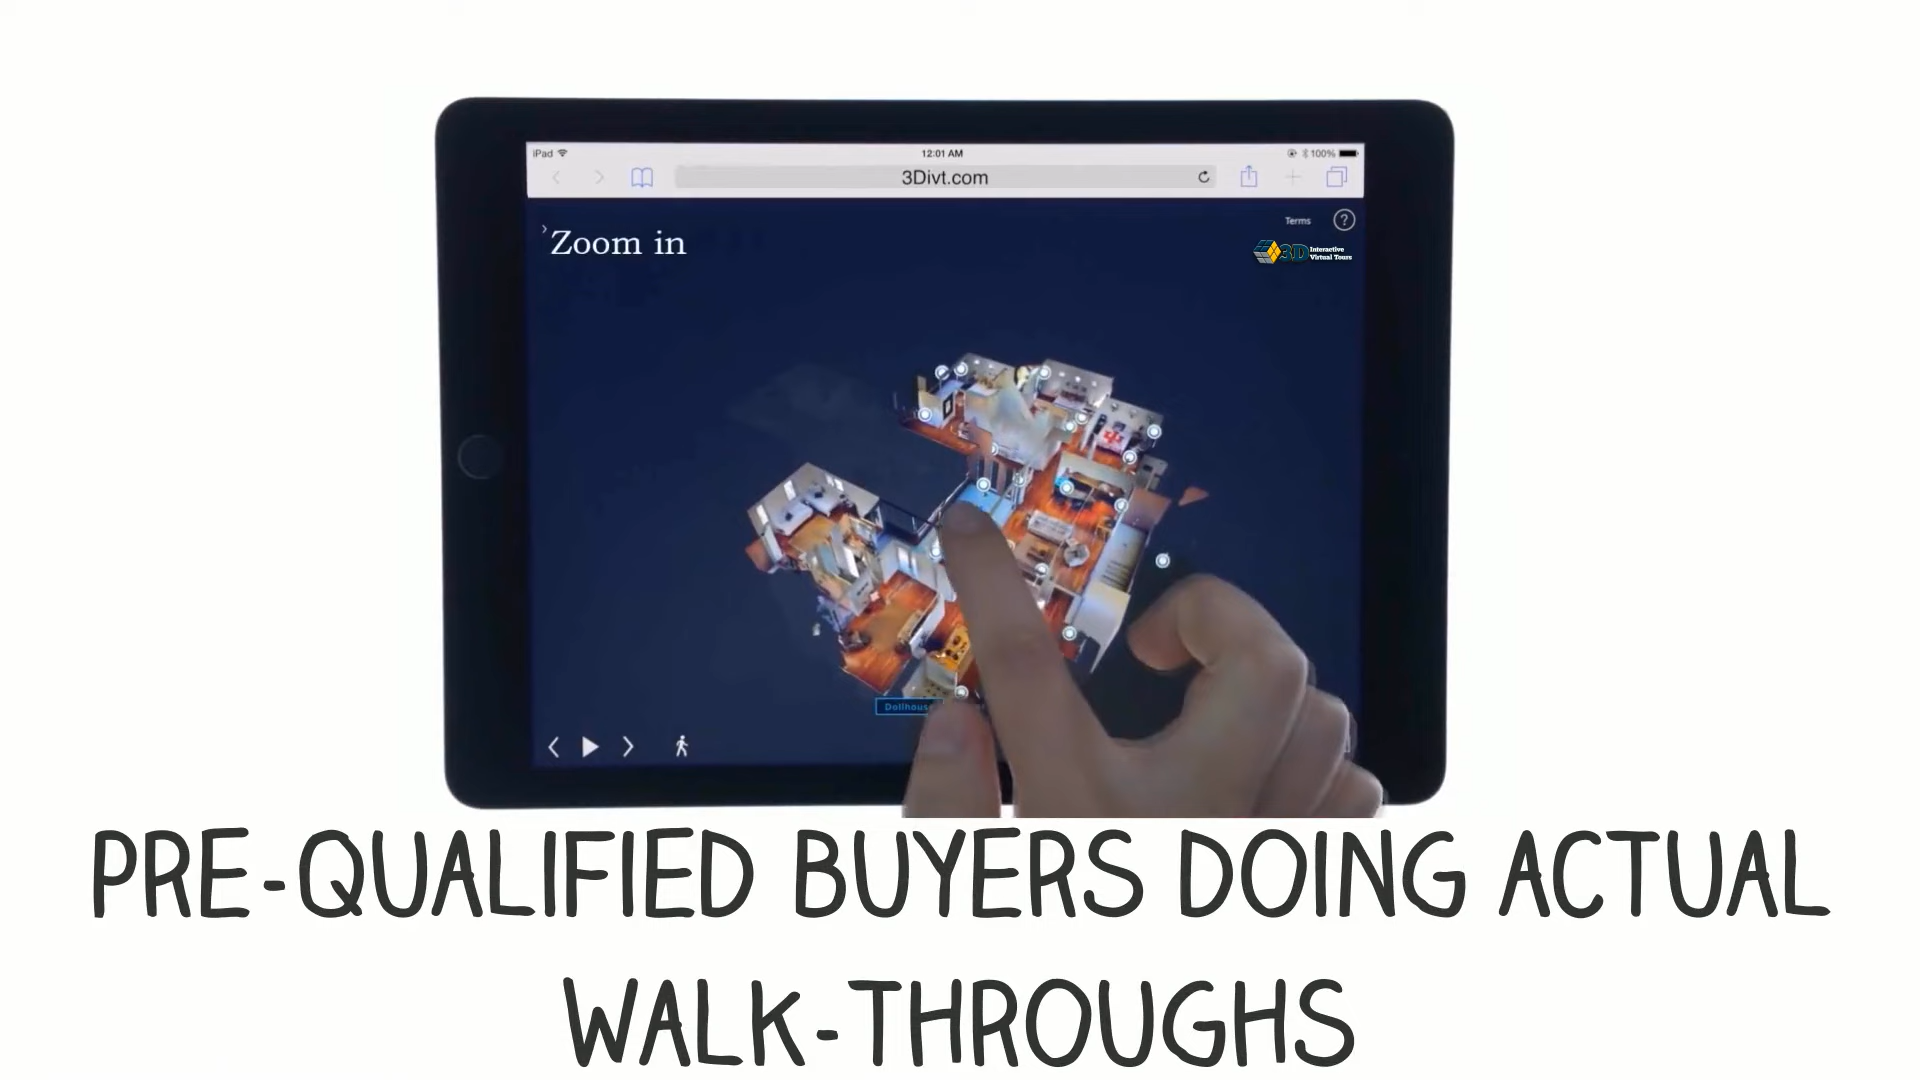 iPad
12:01 AM
100%
3Divt.com
Terms
?
Zoom in
3D Interactive
Virtual Tours
Dollhouse
PRE-QUALIFIED BUYERS DOING ACTUAL
WALK-THROUGHS